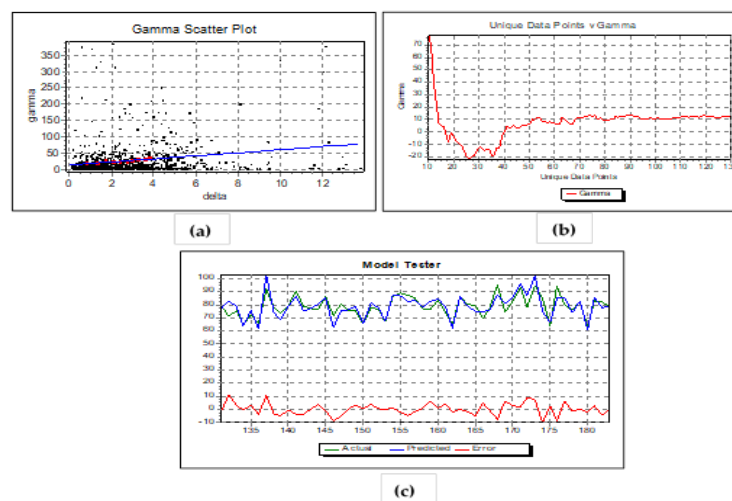 Gamma Scatter Plot
gamma
350
300
250
200
150
100
50
0
0 2 4 6 8 10 12
delta
(a)
Unique Data Points v Gamma
Gamma
70
60
50
40
30
20
10
0
-10
-20
10 20 30 40 50 60 70 80 90 100 110 120 130
Unique Data Points
Gamma
(b)
Model Tester
100
90
80
70
60
50
40
30
20
10
0
-10
135 140 145 150 155 160 165 170 175 180
Actual Predicted Error
(c)